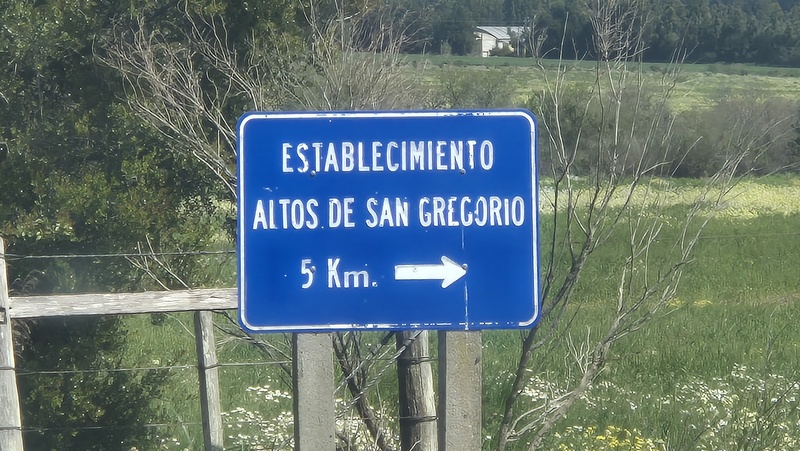 ESTABLECIMIENTO
ALTOS DE SAN GREGORIO
5 Km.